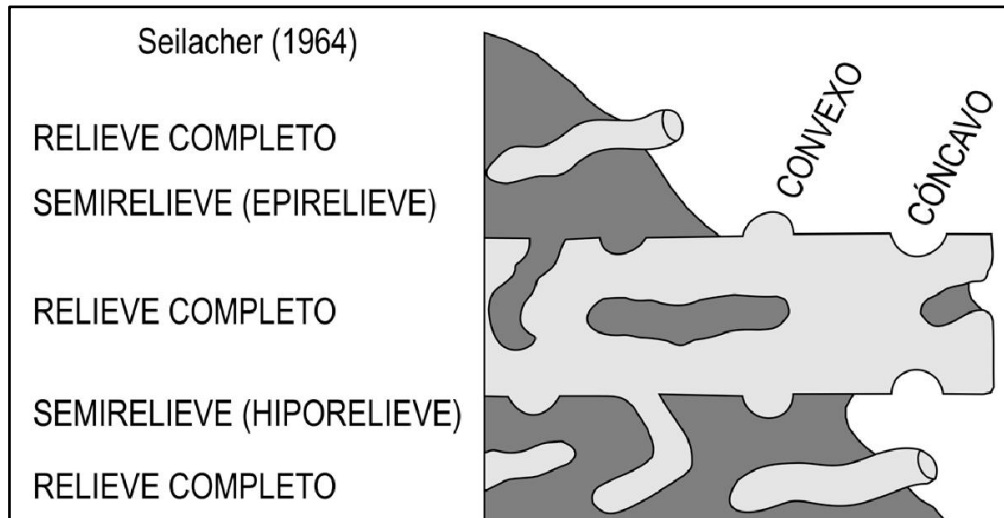 Seilacher (1964)
RELIEVE COMPLETO
SEMIRELIEVE (EPIRELIEVE)
RELIEVE COMPLETO
SEMIRELIEVE (HIPORELIEVE)
RELIEVE COMPLETO
CONVEXO
CÓNCAVO